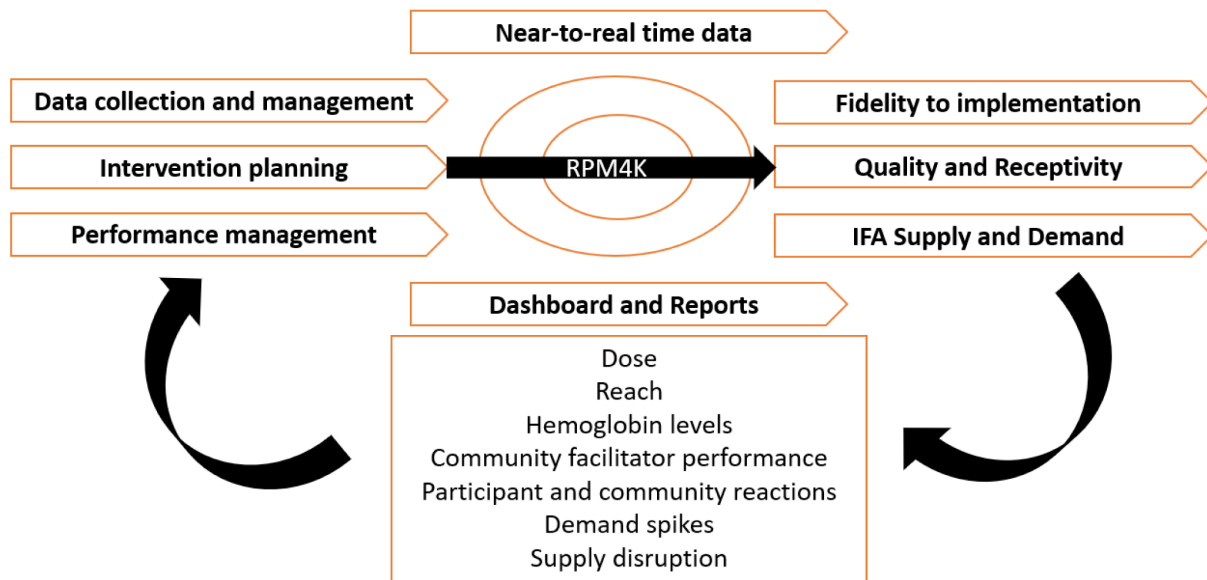 Near-to-real time data
Data collection and management
Intervention planning
Performance management
RPM4K
Fidelity to implementation
Quality and Receptivity
IFA Supply and Demand
Dashboard and Reports
Dose
Reach
Hemoglobin levels
Community facilitator performance
Participant and community reactions
Demand spikes
Supply disruption